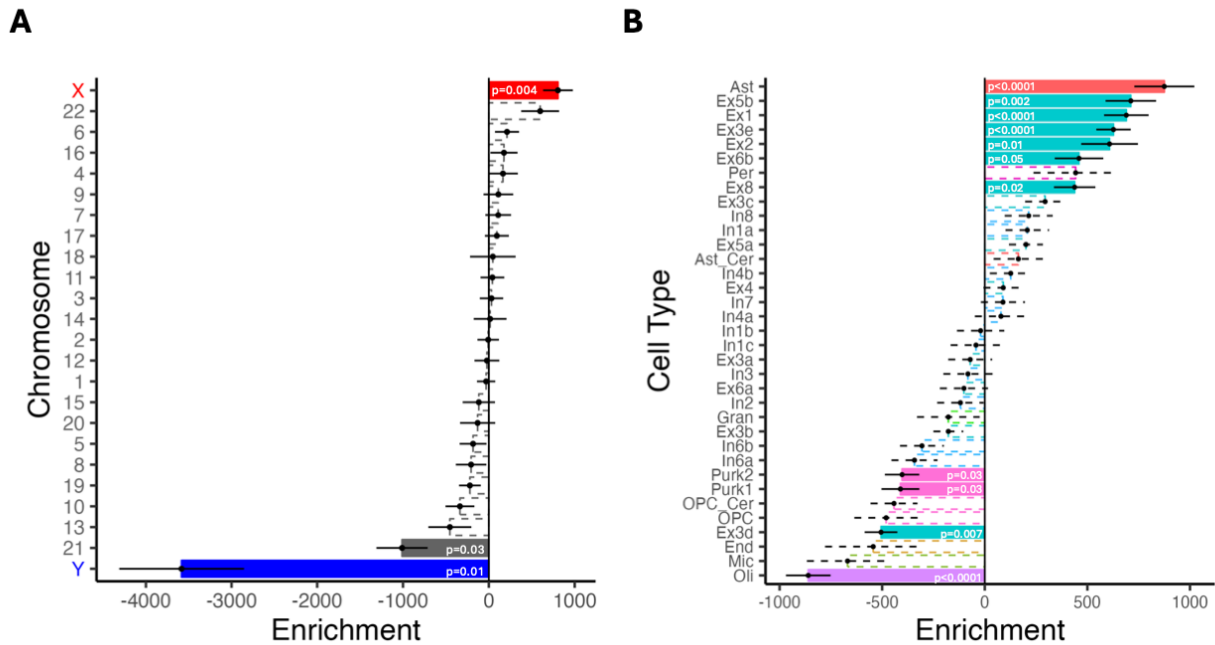 A
B
X p=0.004
22
6
16
4
9
7
17
18
11
3
14
2
12
1
15
20
5
8
19
10
13
21 p=0.03
Y p=0.01
Chromosome
-4000 -3000 -2000 -1000 0 1000
Enrichment
Ast p<0.0001
Ex5b p=0.002
Ex1 p<0.0001
Ex3e p<0.0001
Ex2 p=0.01
Ex6b p=0.05
Per
Ex8 p=0.02
Ex3c
In8
In1a
Ex5a
Ast_Cer
In4b
Ex4
In7
In4a
In1b
In1c
Ex3a
In3
Ex6a
In2
Gran
Ex3b
In6b
In6a
Purk2 p=0.03
Purk1 p=0.03
OPC_Cer
OPC
Ex3d p=0.007
End
Mic
Oli p<0.0001
Cell Type
-1000 -500 0 500 1000
Enrichment